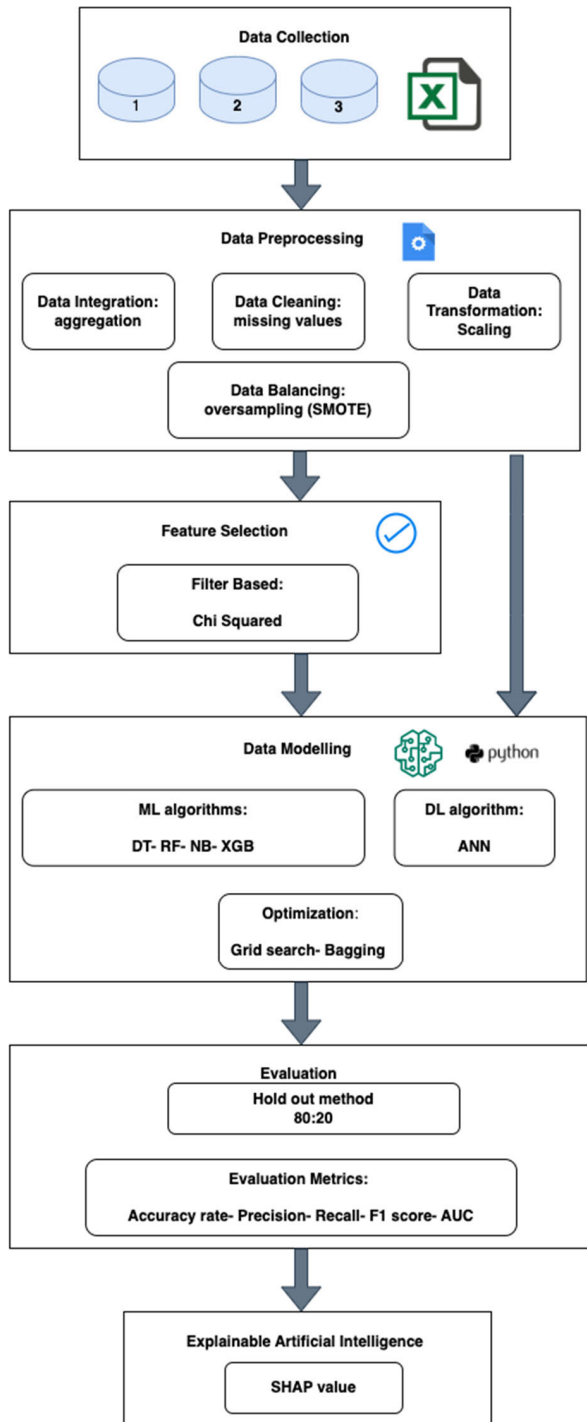 Data Collection
1
2
3
X
Data Preprocessing
Data Integration:
aggregation
Data Cleaning:
missing values
Data
Transformation:
Scaling
Data Balancing:
oversampling (SMOTE)
Feature Selection
Filter Based:
Chi Squared
Data Modelling
python
ML algorithms:
DT- RF- NB- XGB
DL algorithm:
ANN
Optimization:
Grid search- Bagging
Evaluation
Hold out method
80:20
Evaluation Metrics:
Accuracy rate- Precision- Recall- F1 score- AUC
Explainable Artificial Intelligence
SHAP value